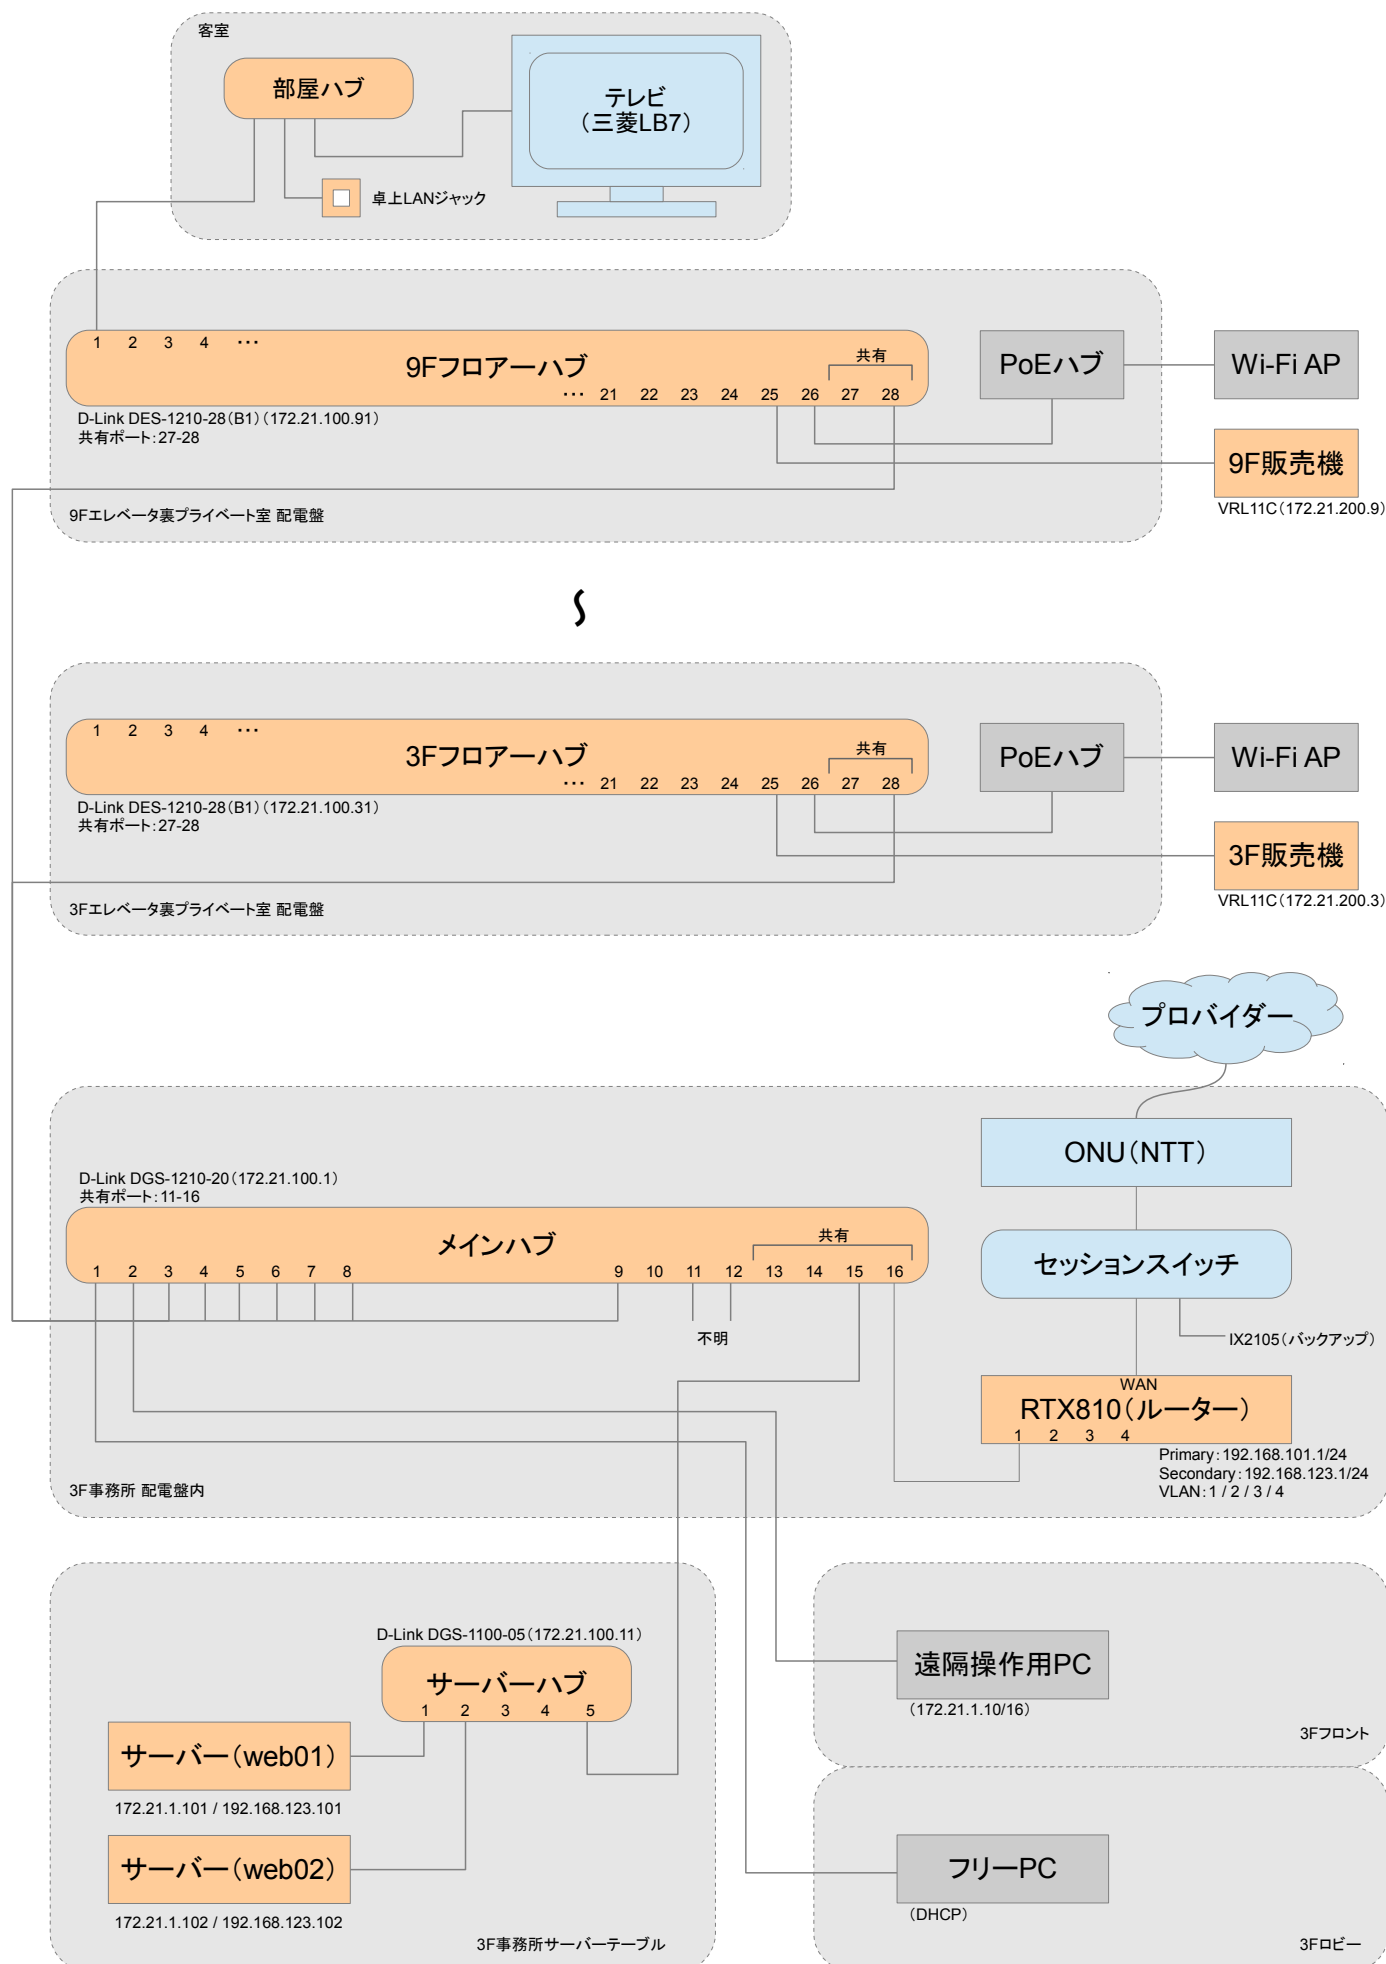 客室
部屋ハブ
テレビ
（三菱LB7）
卓上LANジャック
1 2 3 4 ･･･
9Fフロアーハブ
共有
･･･ 21 22 23 24 25 26 27 28
D-Link DES-1210-28（B1）（172.21.100.91）
共有ポート：27-28
PoEハブ
Wi-Fi AP
9F販売機
VRL11C（172.21.200.9）
9Fエレベータ裏プライベート室 配電盤
〜
1 2 3 4 ･･･
3Fフロアーハブ
共有
･･･ 21 22 23 24 25 26 27 28
D-Link DES-1210-28（B1）（172.21.100.31）
共有ポート：27-28
PoEハブ
Wi-Fi AP
3F販売機
VRL11C（172.21.200.3）
3Fエレベータ裏プライベート室 配電盤
プロバイダー
ONU（NTT）
D-Link DGS-1210-20（172.21.100.1）
共有ポート：11-16
メインハブ
共有
1 2 3 4 5 6 7 8 9 10 11 12 13 14 15 16
不明
セッションスイッチ
IX2105（バックアップ）
WAN
RTX810（ルーター）
1 2 3 4
Primary：192.168.101.1/24
Secondary：192.168.123.1/24
VLAN：1 / 2 / 3 / 4
3F事務所 配電盤内
D-Link DGS-1100-05（172.21.100.11）
サーバーハブ
1 2 3 4 5
サーバー（web01）
172.21.1.101 / 192.168.123.101
サーバー（web02）
172.21.1.102 / 192.168.123.102
3F事務所サーバーテーブル
遠隔操作用PC
（172.21.1.10/16）
3Fフロント
フリーPC
（DHCP）
3Fロビー